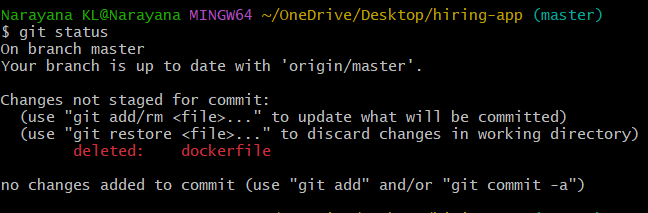 Narayana KL@Narayana MINGW64 ~/OneDrive/Desktop/hiring-app (master)
$ git status
On branch master
Your branch is up to date with 'origin/master'.
Changes not staged for commit:
(use "git add/rm <file>..." to update what will be committed)
(use "git restore <file>..." to discard changes in working directory)
deleted: dockerfile
no changes added to commit (use "git add" and/or "git commit -a")